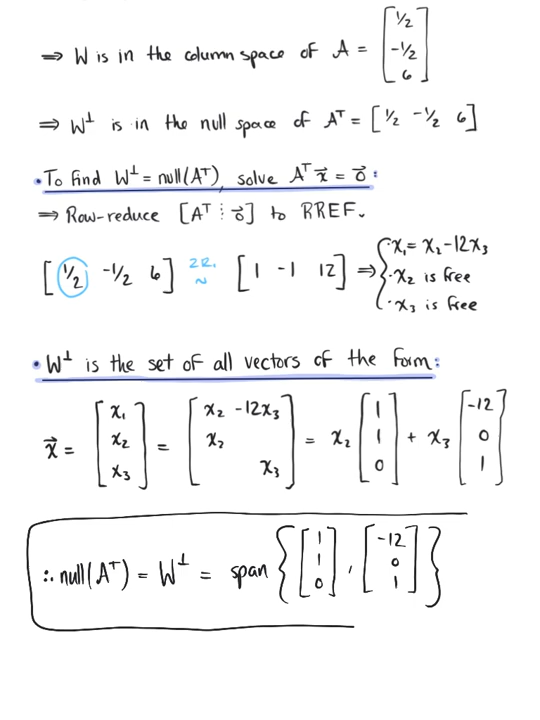 ⇒ W is in the column space of A = [1/2 -1/2 6]
⇒ W⊥ is in the null space of Aᵀ = [1/2 -1/2 6]
• To find W⊥ = null(Aᵀ), solve Aᵀx⃗ = 0⃗:
⇒ Row-reduce [Aᵀ ⋮ 0⃗] to RREF.
[1/2 -1/2 6] 2R₁ ~ [1 -1 12] ⇒ { • x₁ = x₂ - 12x₃
• x₂ is free
• x₃ is free
• W⊥ is the set of all vectors of the form:
x⃗ = [x₁ x₂ x₃] = [x₂ -12x₃ x₂ x₃] = x₂ [1 1 0] + x₃ [-12 0 1]
∴ null(Aᵀ) = W⊥ = span { [1 1 0], [-12 0 1] }